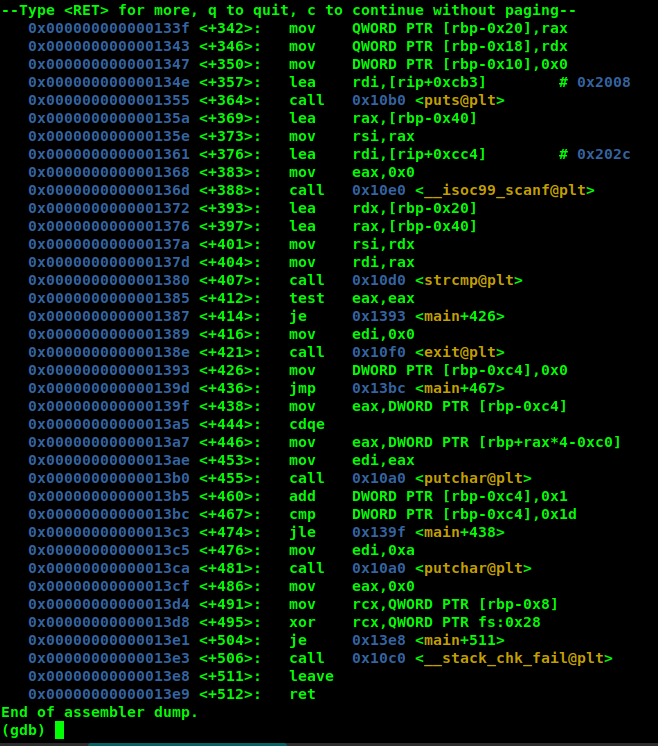 --Type <RET> for more, q to quit, c to continue without paging--
0x000000000000133f <+342>: mov QWORD PTR [rbp-0x20],rax
0x0000000000001343 <+346>: mov QWORD PTR [rbp-0x18],rdx
0x0000000000001347 <+350>: mov DWORD PTR [rbp-0x10],0x0
0x000000000000134e <+357>: lea rdi,[rip+0xcb3] # 0x2008
0x0000000000001355 <+364>: call 0x10b0 <puts@plt>
0x000000000000135a <+369>: lea rax,[rbp-0x40]
0x000000000000135e <+373>: mov rsi,rax
0x0000000000001361 <+376>: lea rdi,[rip+0xcc4] # 0x202c
0x0000000000001368 <+383>: mov eax,0x0
0x000000000000136d <+388>: call 0x10e0 <__isoc99_scanf@plt>
0x0000000000001372 <+393>: lea rdx,[rbp-0x20]
0x0000000000001376 <+397>: lea rax,[rbp-0x40]
0x000000000000137a <+401>: mov rsi,rdx
0x000000000000137d <+404>: mov rdi,rax
0x0000000000001380 <+407>: call 0x10d0 <strcmp@plt>
0x0000000000001385 <+412>: test eax,eax
0x0000000000001387 <+414>: je 0x1393 <main+426>
0x0000000000001389 <+416>: mov edi,0x0
0x000000000000138e <+421>: call 0x10f0 <exit@plt>
0x0000000000001393 <+426>: mov DWORD PTR [rbp-0xc4],0x0
0x000000000000139d <+436>: jmp 0x13bc <main+467>
0x000000000000139f <+438>: mov eax,DWORD PTR [rbp-0xc4]
0x00000000000013a5 <+444>: cdqe
0x00000000000013a7 <+446>: mov eax,DWORD PTR [rbp+rax*4-0xc0]
0x00000000000013ae <+453>: mov edi,eax
0x00000000000013b0 <+455>: call 0x10a0 <putchar@plt>
0x00000000000013b5 <+460>: add DWORD PTR [rbp-0xc4],0x1
0x00000000000013bc <+467>: cmp DWORD PTR [rbp-0xc4],0x1d
0x00000000000013c3 <+474>: jle 0x139f <main+438>
0x00000000000013c5 <+476>: mov edi,0xa
0x00000000000013ca <+481>: call 0x10a0 <putchar@plt>
0x00000000000013cf <+486>: mov eax,0x0
0x00000000000013d4 <+491>: mov rcx,QWORD PTR [rbp-0x8]
0x00000000000013d8 <+495>: xor rcx,QWORD PTR fs:0x28
0x00000000000013e1 <+504>: je 0x13e8 <main+511>
0x00000000000013e3 <+506>: call 0x10c0 <__stack_chk_fail@plt>
0x00000000000013e8 <+511>: leave
0x00000000000013e9 <+512>: ret
End of assembler dump.
(gdb)